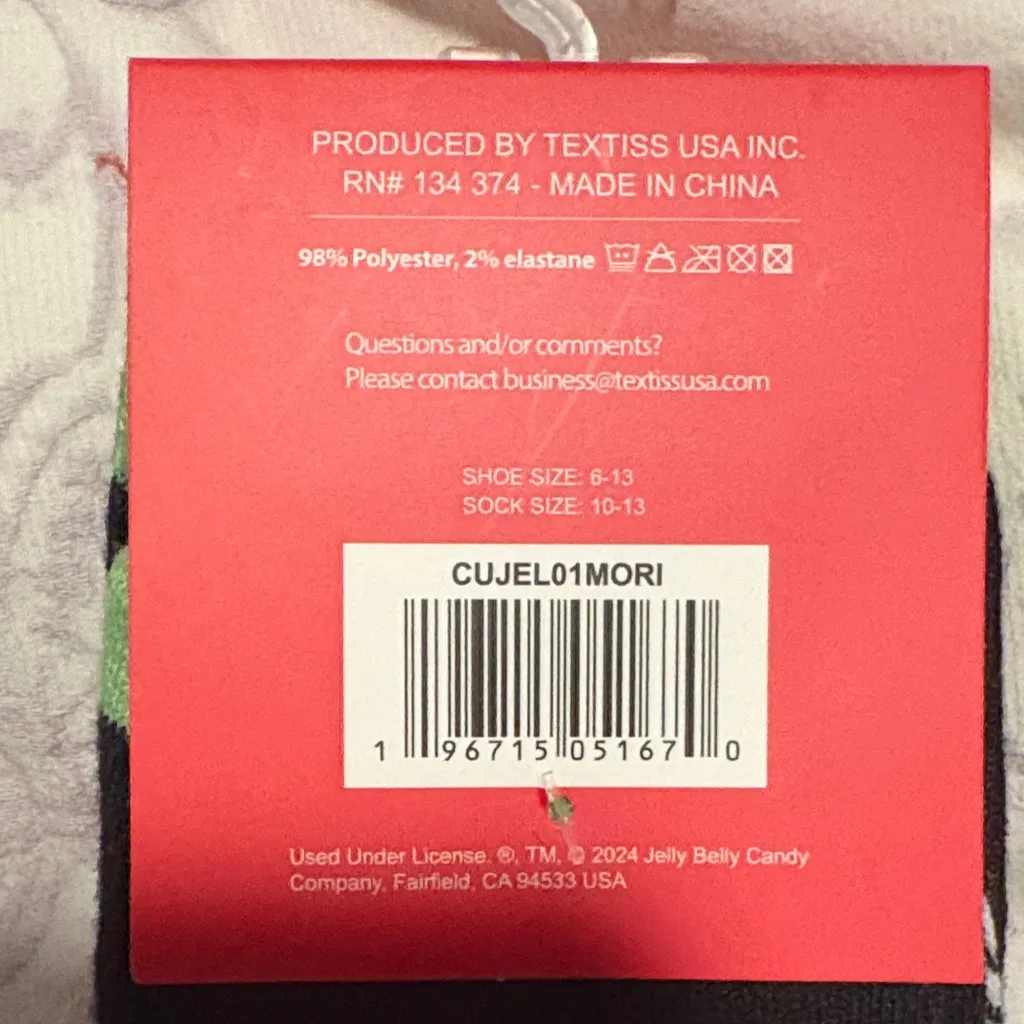 PRODUCED BY TEXTISS USA INC.
RN# 134 374 - MADE IN CHINA
98% Polyester, 2% elastane
Questions and/or comments?
Please contact business@textissusa.com
SHOE SIZE: 6-13
SOCK SIZE: 10-13
CUJEL01MORI
1 96715 05167 0
Used Under License. ®, TM, © 2024 Jelly Belly Candy
Company, Fairfield, CA 94533 USA